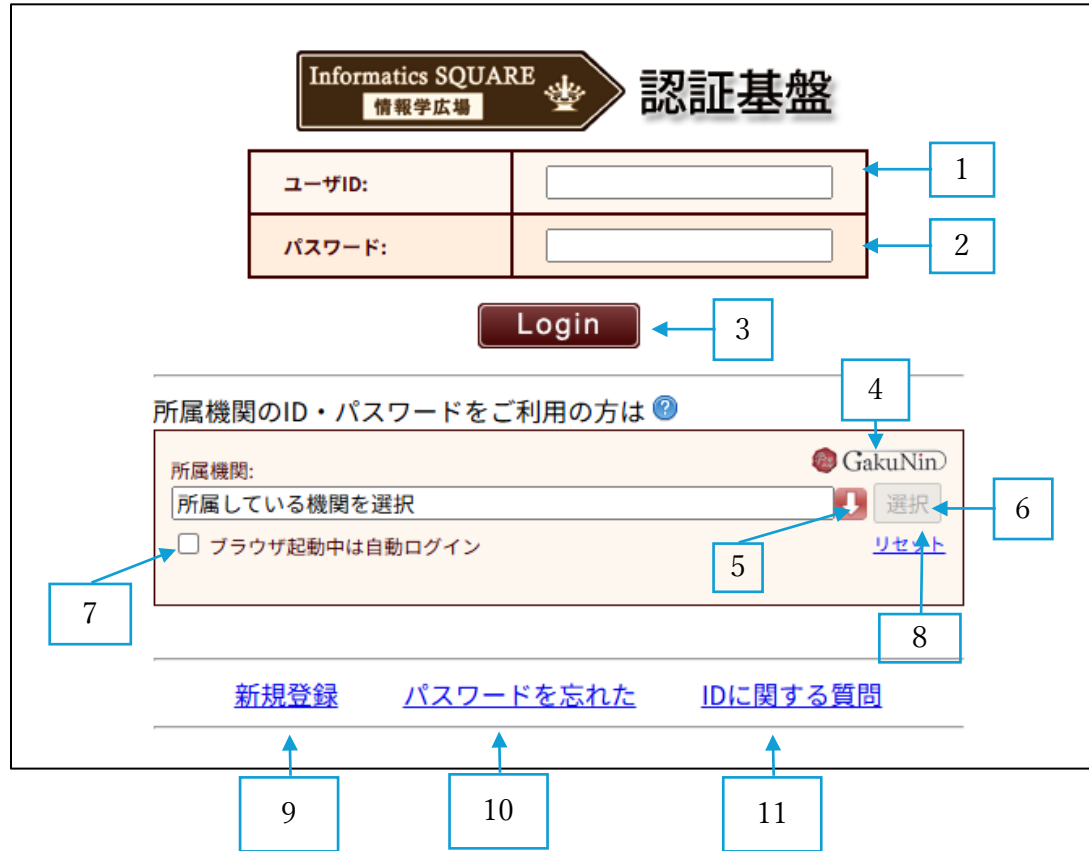 Informatics SQUARE
情報学広場
認証基盤
ユーザID:
1
パスワード:
2
Login
3
4
所属機関のID・パスワードをご利用の方は ?
GakuNin
所属機関:
所属している機関を選択
選択
6
ブラウザ起動中は自動ログイン
リセット
5
7
8
新規登録 パスワードを忘れた IDに関する質問
9 10 11